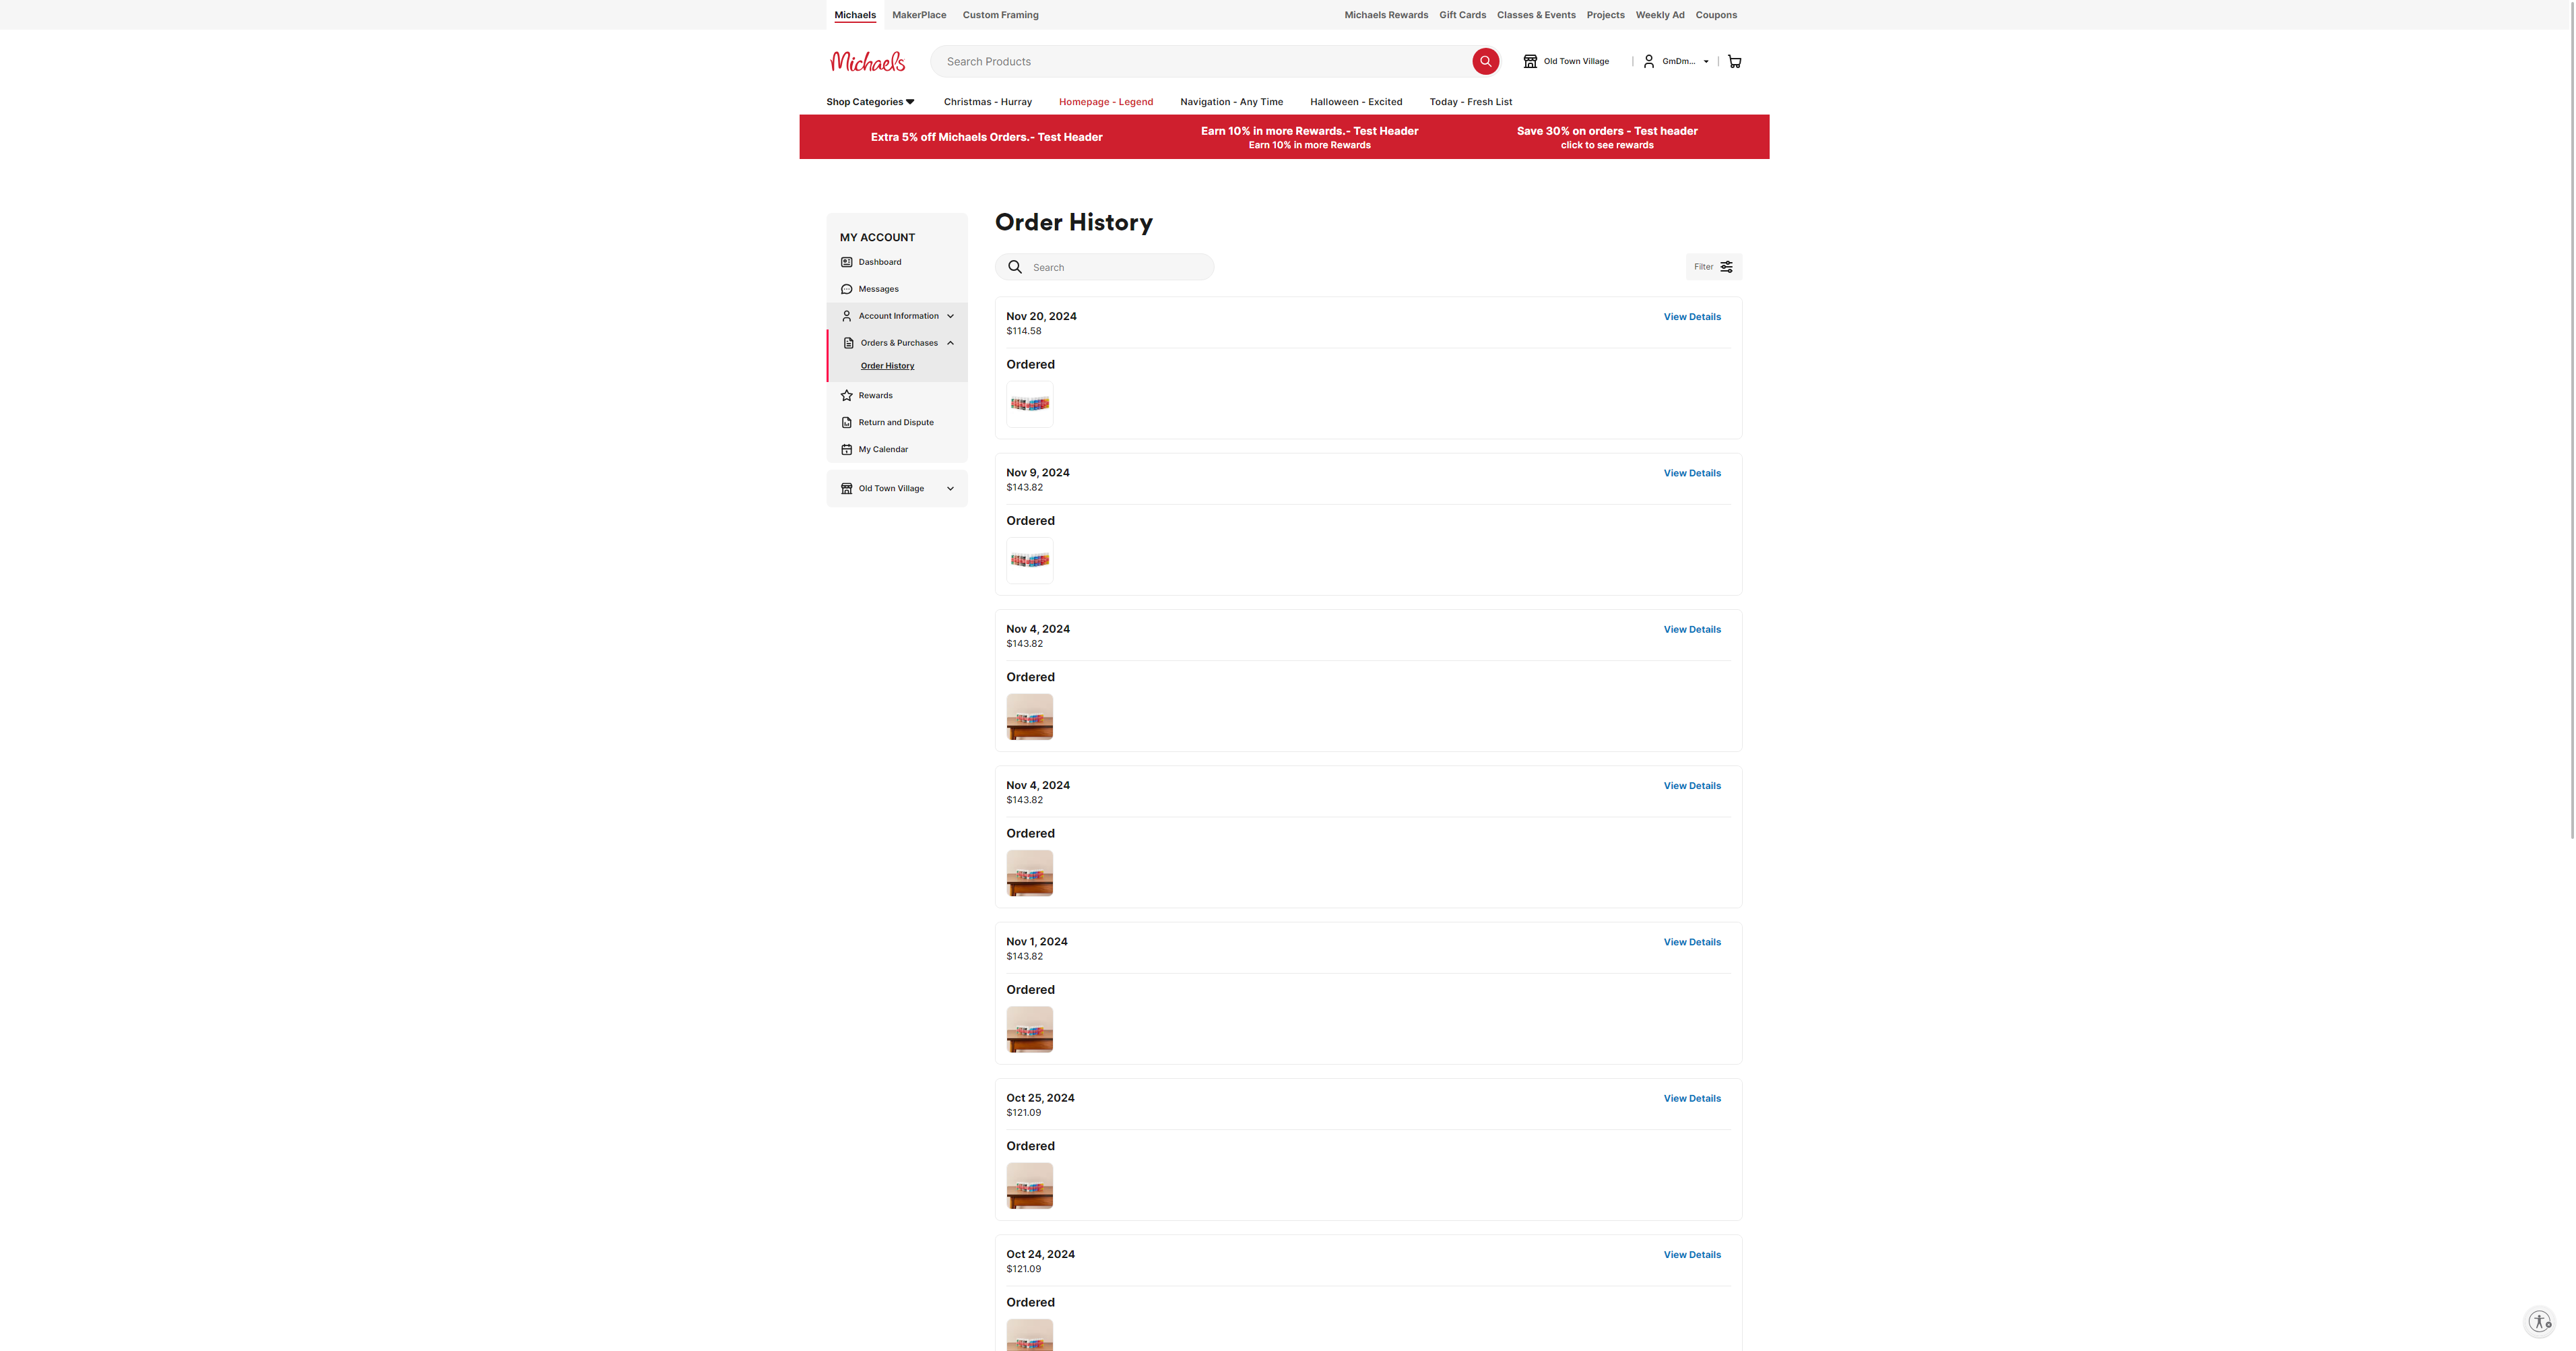 Michaels MakerPlace Custom Framing Michaels Rewards Gift Cards Classes & Events Projects Weekly Ad Coupons
Michaels Search Products Old Town Village | GmDm... |
Shop Categories Christmas - Hurray Homepage - Legend Navigation - Any Time Halloween - Excited Today - Fresh List
Extra 5% off Michaels Orders.- Test Header
Earn 10% in more Rewards.- Test Header
Earn 10% in more Rewards
Save 30% on orders - Test header
click to see rewards
MY ACCOUNT
Dashboard
Messages
Account Information
Orders & Purchases
Order History
Rewards
Return and Dispute
My Calendar
Old Town Village
Order History
Search
Filter
Nov 20, 2024 View Details
$114.58
Ordered
Nov 9, 2024 View Details
$143.82
Ordered
Nov 4, 2024 View Details
$143.82
Ordered
Nov 4, 2024 View Details
$143.82
Ordered
Nov 1, 2024 View Details
$143.82
Ordered
Oct 25, 2024 View Details
$121.09
Ordered
Oct 24, 2024 View Details
$121.09
Ordered